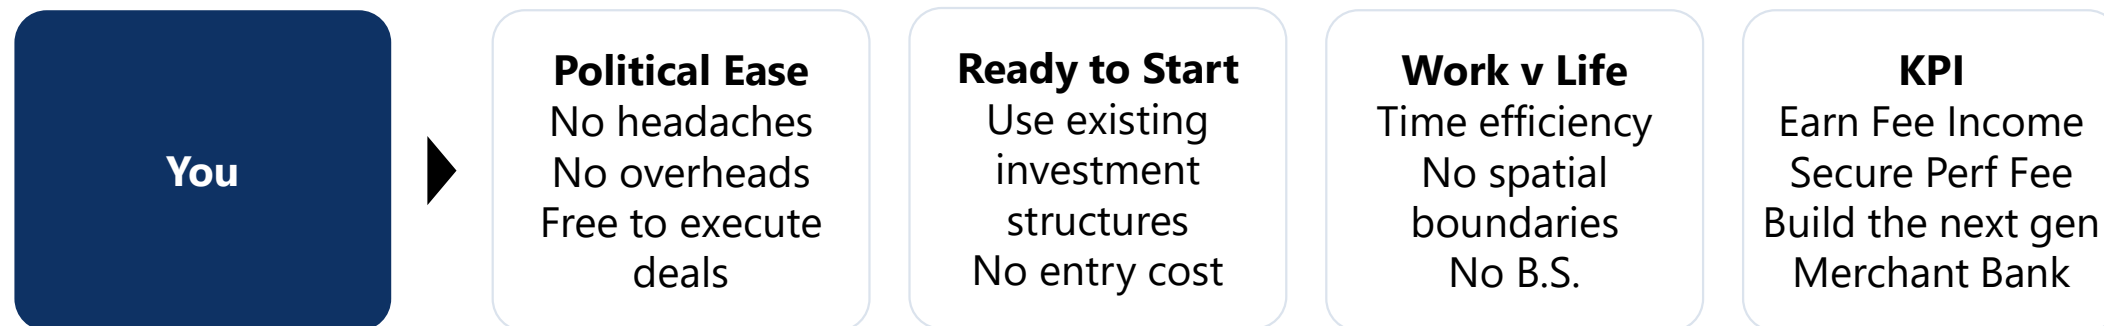 You
Political Ease
No headaches
No overheads
Free to execute
deals
Ready to Start
Use existing
investment
structures
No entry cost
Work v Life
Time efficiency
No spatial
boundaries
No B.S.
KPI
Earn Fee Income
Secure Perf Fee
Build the next gen
Merchant Bank